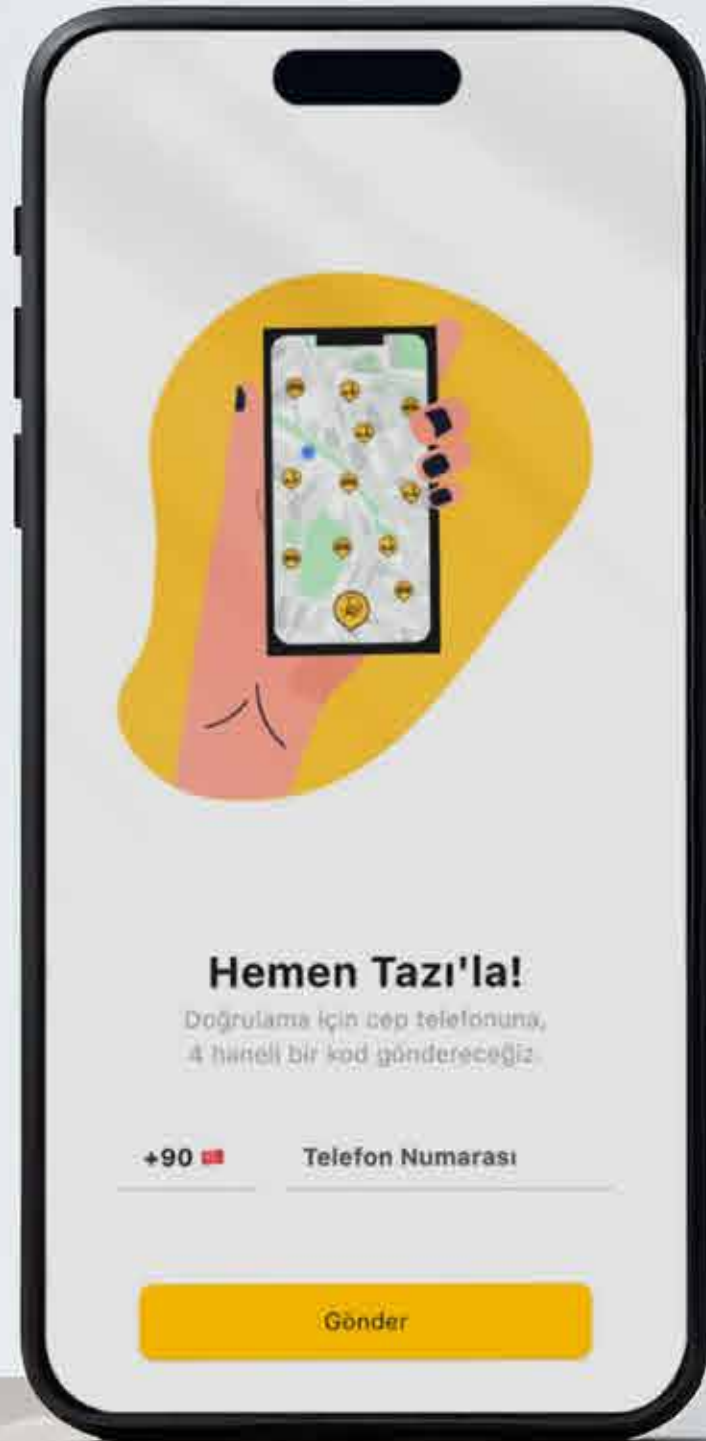 Hemen Tazı'la!
Doğrulama için cep telefonuna,
4 haneli bir kod göndereceğiz.
+90 Telefon Numarası
Gönder